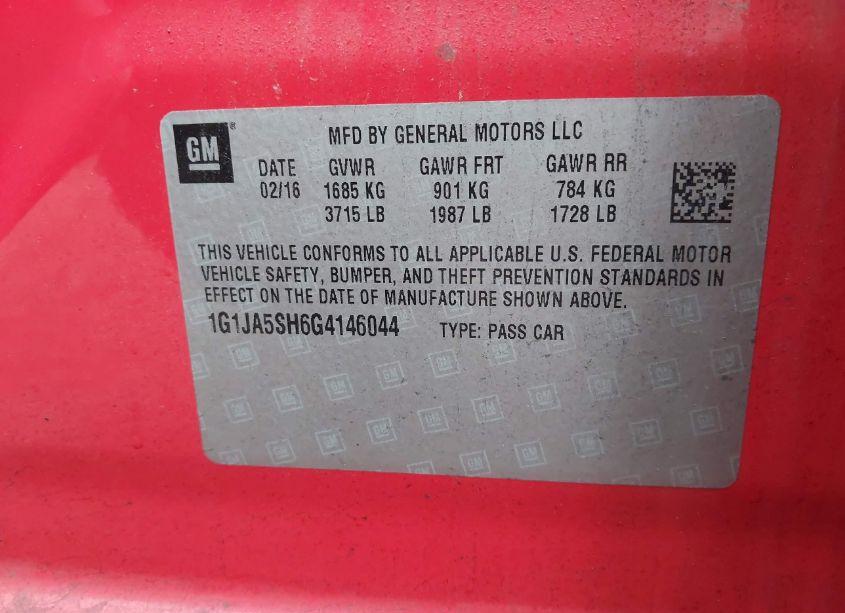 GM
MFD BY GENERAL MOTORS LLC
DATE GVWR GAWR FRT GAWR RR
02/16 1685 KG 901 KG 784 KG
3715 LB 1987 LB 1728 LB
THIS VEHICLE CONFORMS TO ALL APPLICABLE U.S. FEDERAL MOTOR
VEHICLE SAFETY, BUMPER, AND THEFT PREVENTION STANDARDS IN
EFFECT ON THE DATE OF MANUFACTURE SHOWN ABOVE.
1G1JA5SH6G4146044 TYPE: PASS CAR